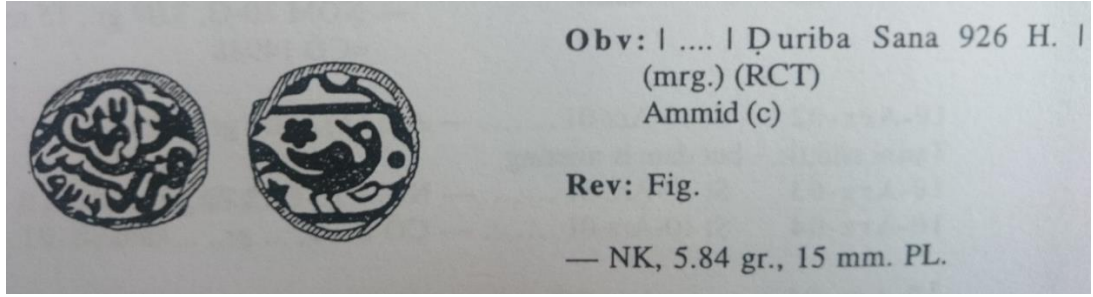 Obv: | .... | Ḍuriba Sana 926 H. |
(mrg.) (RCT)
Ammid (c)
Rev: Fig.
— NK, 5.84 gr., 15 mm. PL.